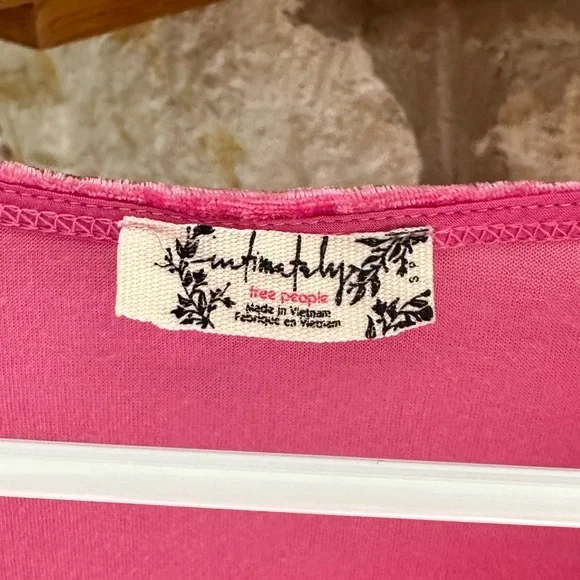 intimately
free people
Made in Vietnam
Fabriqué en Vietnam
S P